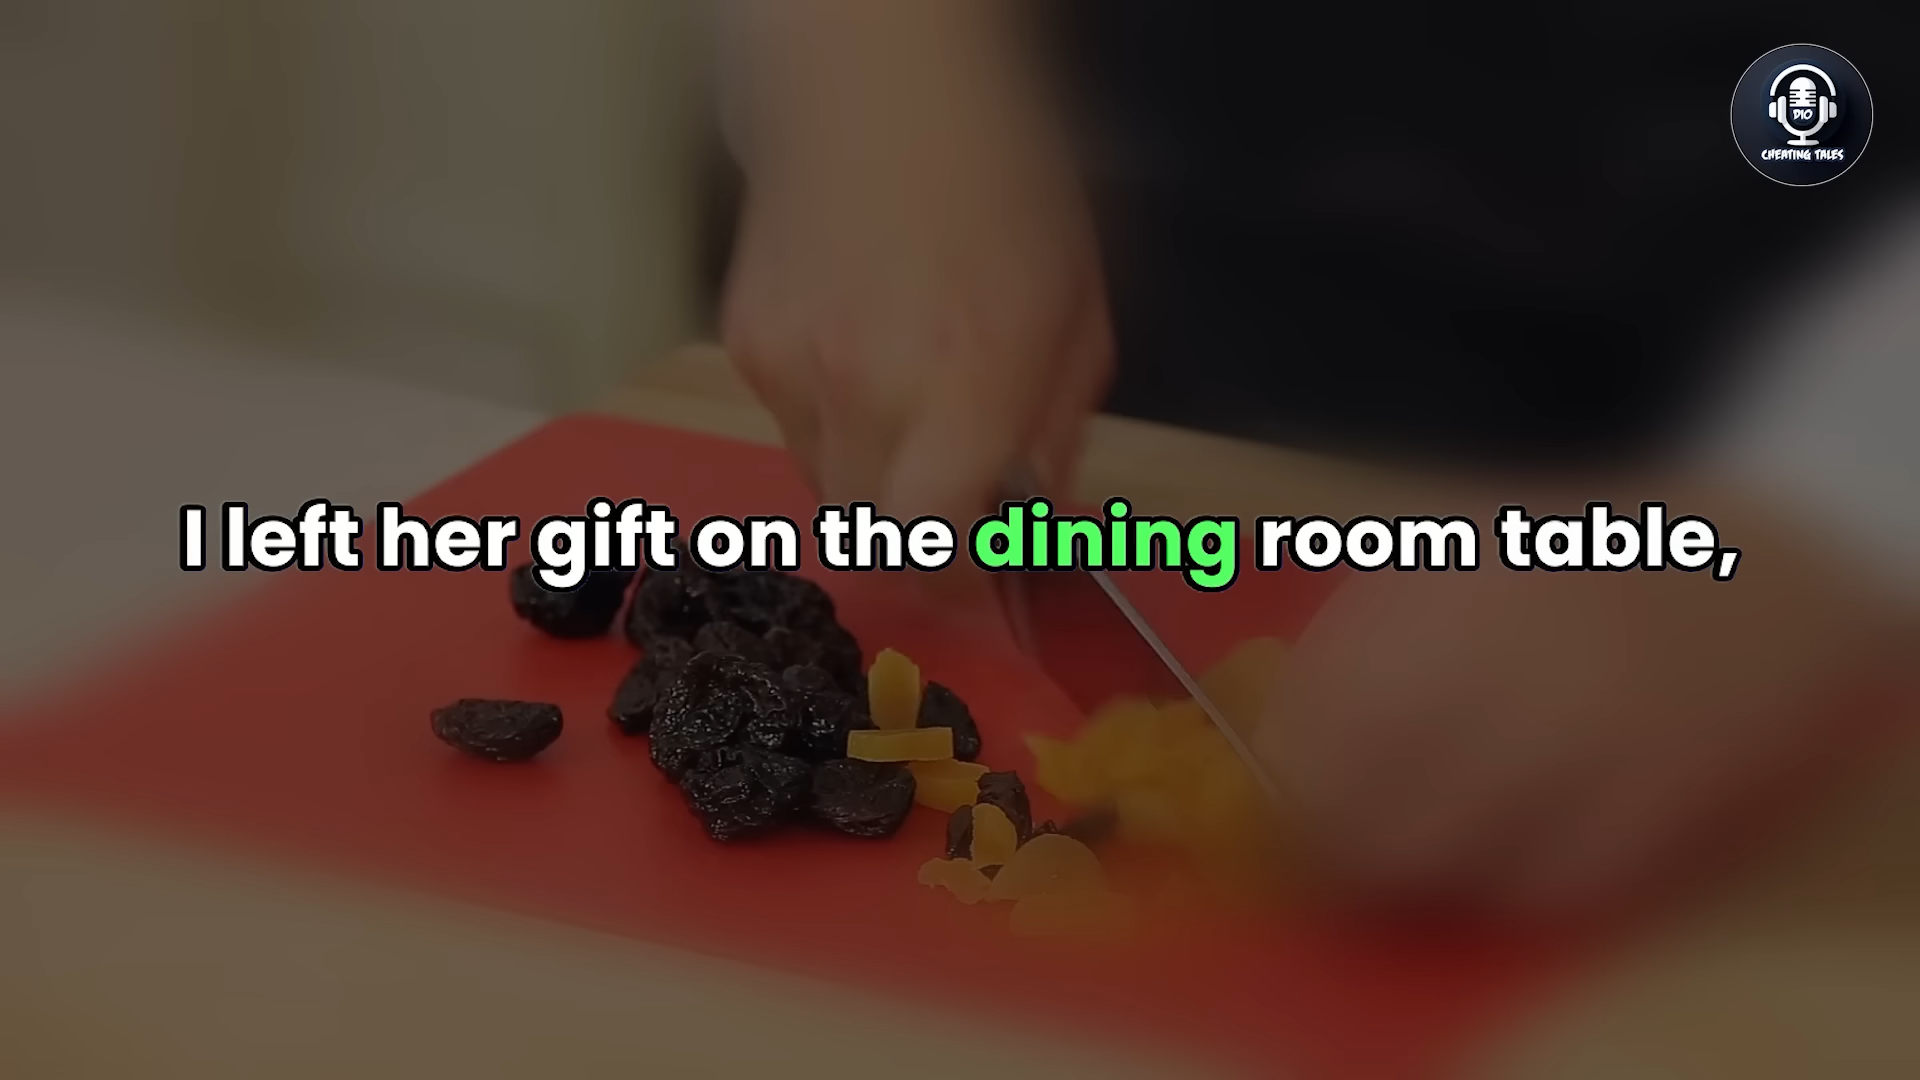 DIO
CHEATING TALES
I left her gift on the dining room table,